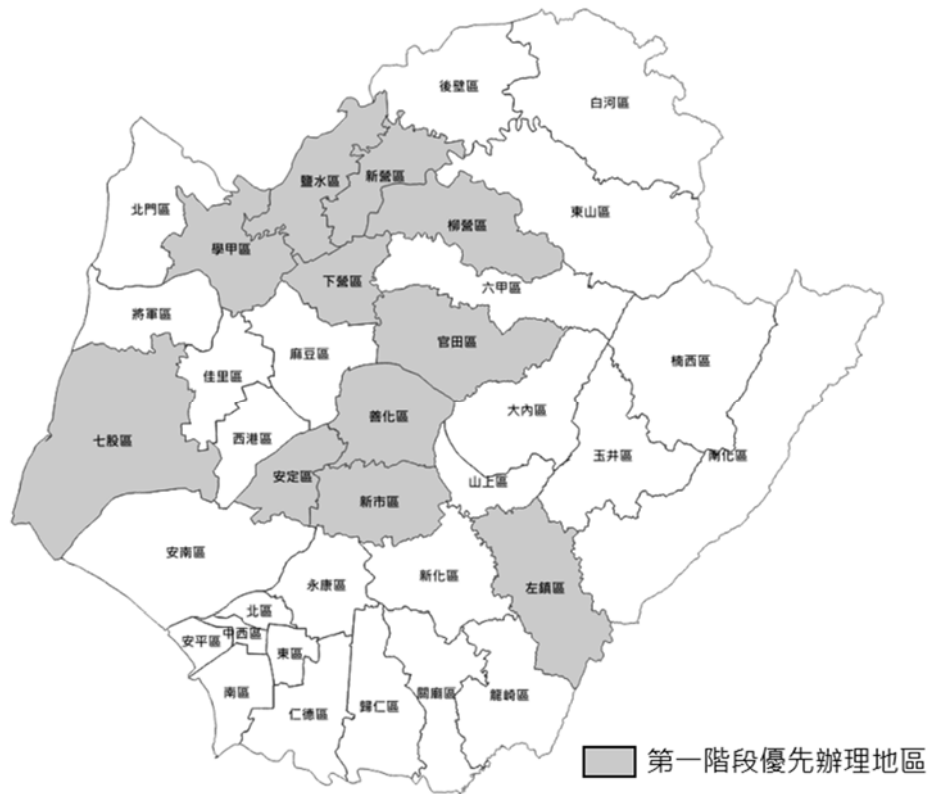 後壁區
白河區
鹽水區
新營區
北門區
柳營區
東山區
學甲區
下營區
六甲區
將軍區
官田區
麻豆區
楠西區
佳里區
大內區
善化區
西港區
七股區
玉井區
南化區
安定區
山上區
新市區
安南區
新化區
永康區
左鎮區
北區
中西區
安平區
東區
南區
關廟區
龍崎區
歸仁區
仁德區
第一階段優先辦理地區